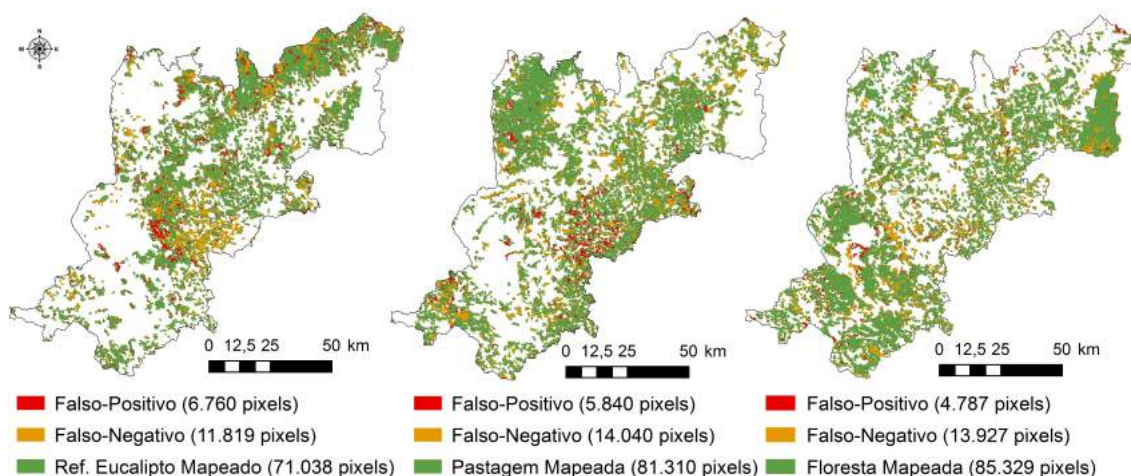 N
W E
S
0 12,5 25 50 km
0 12,5 25 50 km
0 12,5 25 50 km
Falso-Positivo (6.760 pixels)
Falso-Negativo (11.819 pixels)
Ref. Eucalipto Mapeado (71.038 pixels)
Falso-Positivo (5.840 pixels)
Falso-Negativo (14.040 pixels)
Pastagem Mapeada (81.310 pixels)
Falso-Positivo (4.787 pixels)
Falso-Negativo (13.927 pixels)
Floresta Mapeada (85.329 pixels)